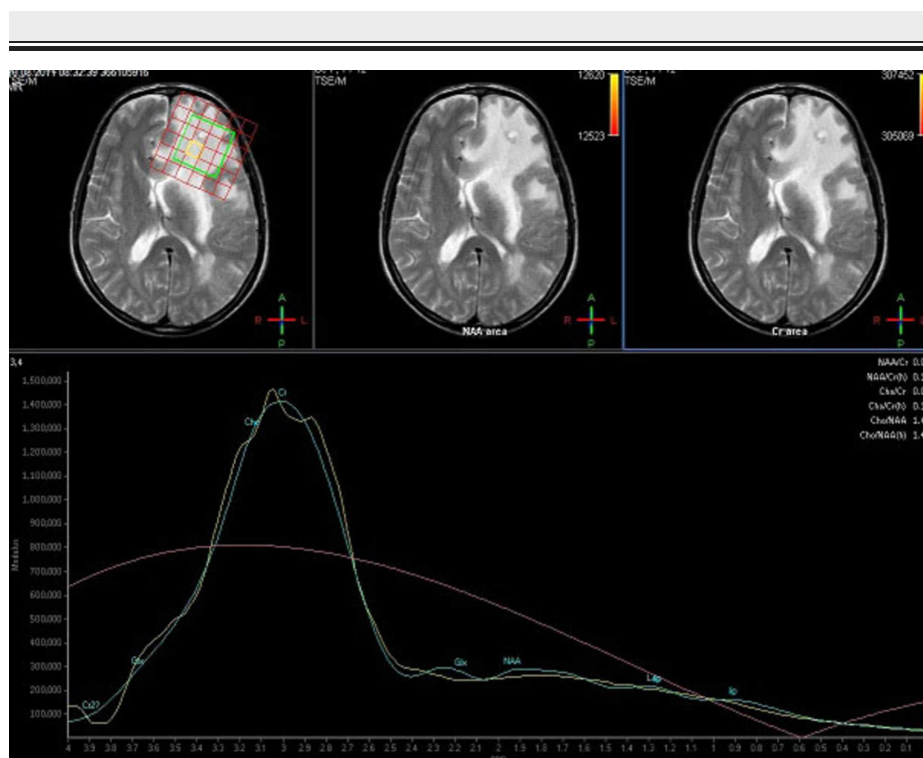 TSE/M
TSE/M
12620
12523
TSE/M
307452
305069
A
R L
P
NAA area
A
R L
P
Cr area
A
R L
P
3,4
NAA/Cr
NAA/Cr(h)
Cho/Cr
Cho/Cr(h)
Cho/NAA
Cho/NAA(h)
1,500,000
1,400,000
1,300,000
1,200,000
1,100,000
1,000,000
900,000
800,000
700,000
600,000
500,000
400,000
300,000
200,000
100,000
Modulus
Cr
Cho
Glx
Cr2?
Glx
NAA
Lip
lip
4 3.9 3.8 3.7 3.6 3.5 3.4 3.3 3.2 3.1 3 2.9 2.8 2.7 2.6 2.5 2.4 2.3 2.2 2.1 2 1.9 1.8 1.7 1.6 1.5 1.4 1.3 1.2 1.1 1 0.9 0.8 0.7 0.6 0.5 0.4 0.3 0.2 0.1